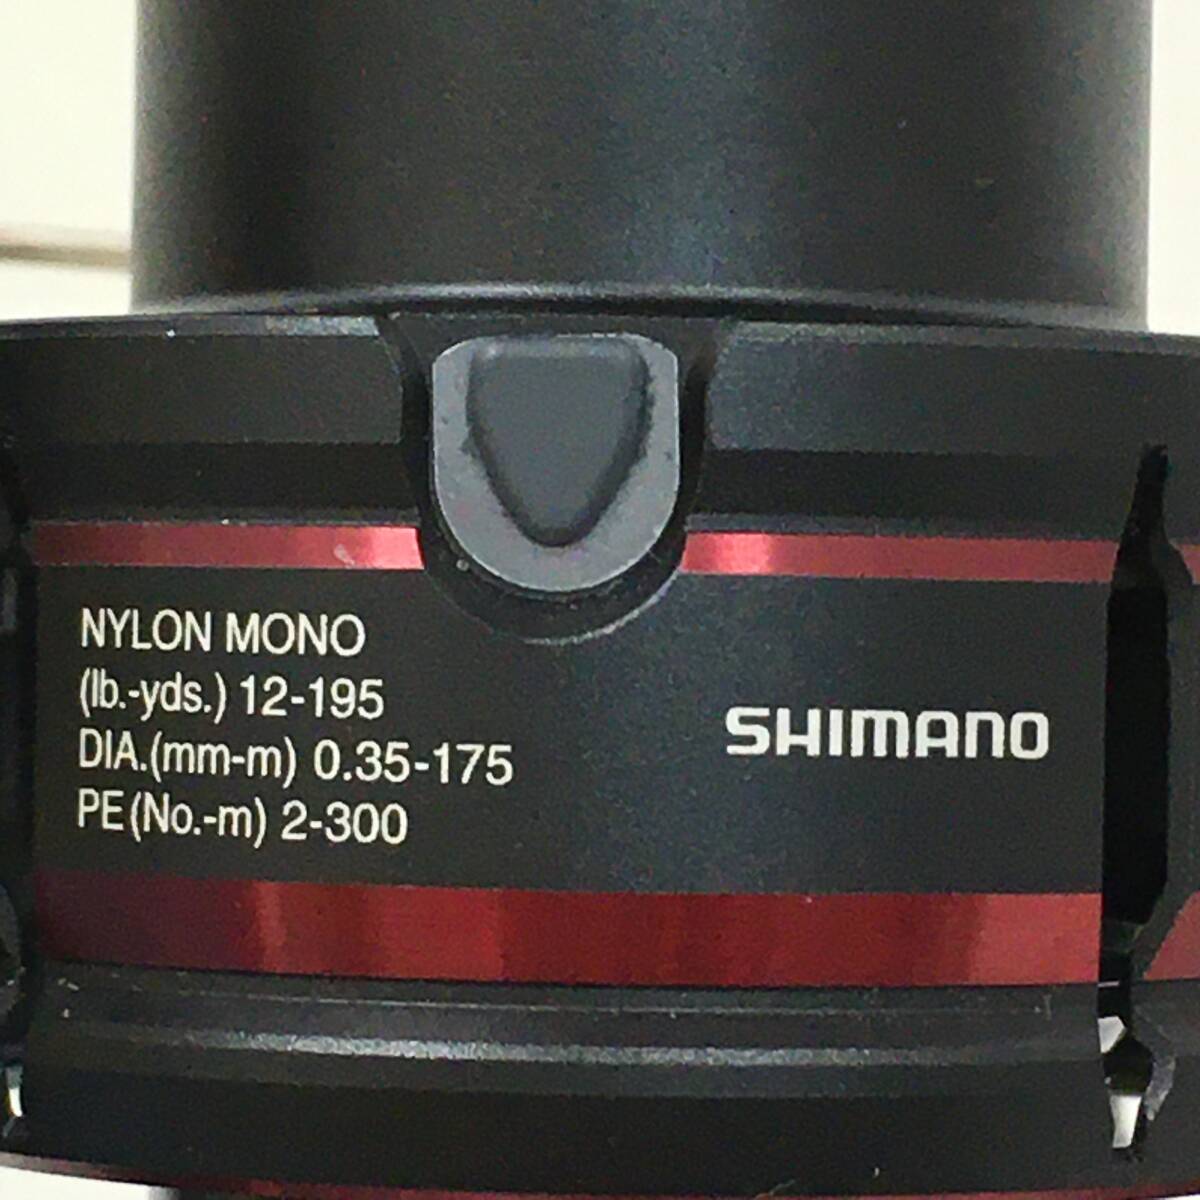 NYLON MONO
(lb.-yds.) 12-195
DIA.(mm-m) 0.35-175
PE(No.-m) 2-300
SHIMANO